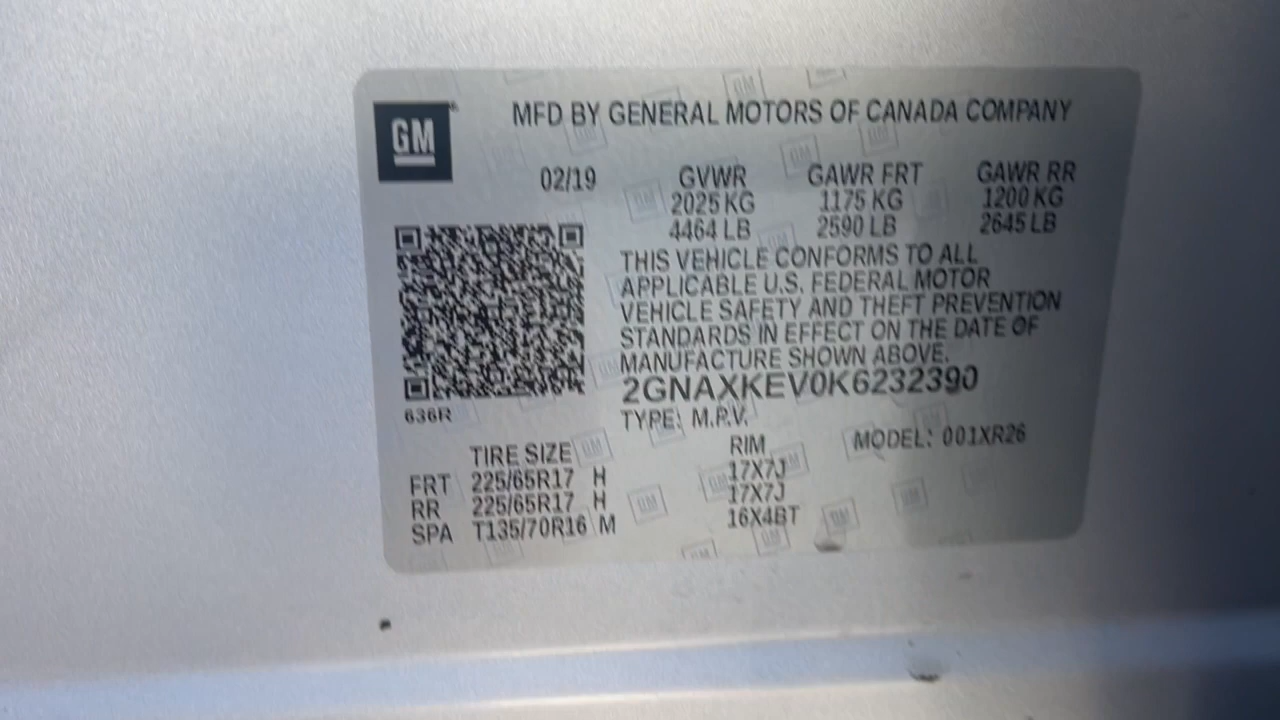 GM
MFD BY GENERAL MOTORS OF CANADA COMPANY
02/19 GVWR GAWR FRT GAWR RR
2025 KG 1175 KG 1200 KG
4464 LB 2590 LB 2645 LB
THIS VEHICLE CONFORMS TO ALL
APPLICABLE U.S. FEDERAL MOTOR
VEHICLE SAFETY AND THEFT PREVENTION
STANDARDS IN EFFECT ON THE DATE OF
MANUFACTURE SHOWN ABOVE.
2GNAXKEV0K6232390
636R
TYPE: M.P.V.
MODEL: 001XR26
TIRE SIZE RIM
FRT 225/65R17 H 17X7J
RR 225/65R17 H 17X7J
SPA T135/70R16 M 16X4BT